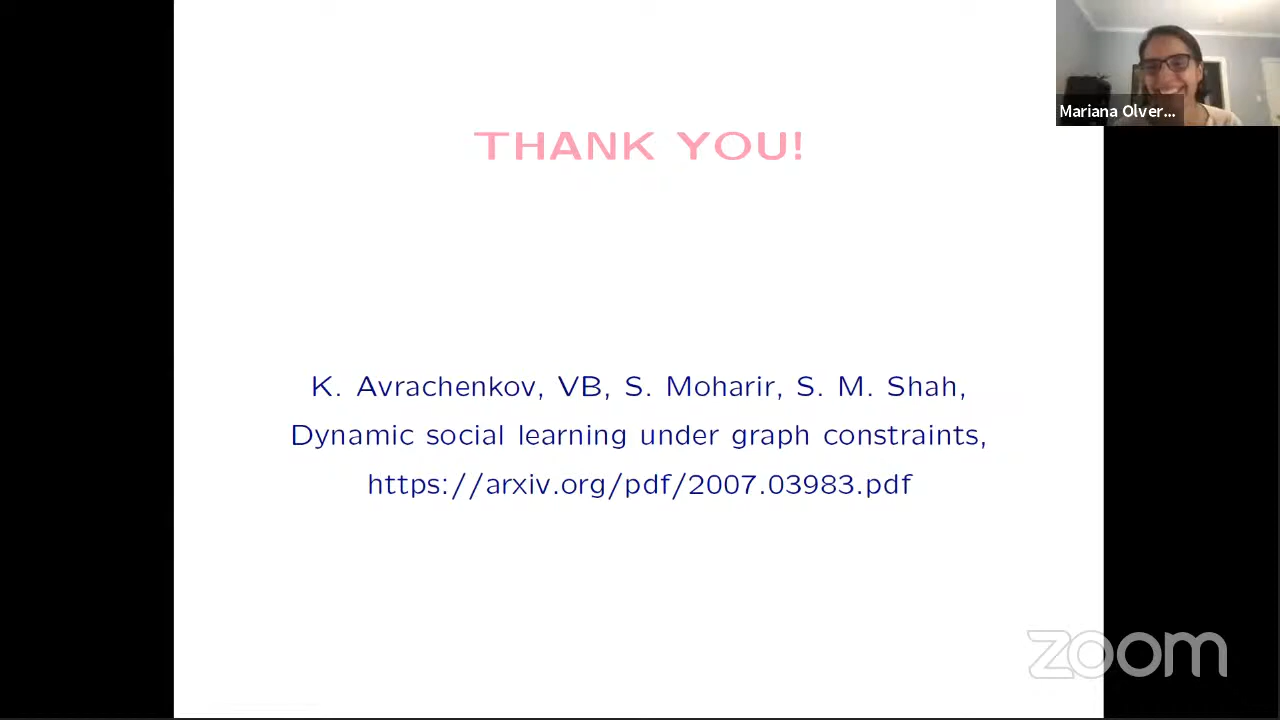 Mariana Olver...
THANK YOU!
K. Avrachenkov, VB, S. Moharir, S. M. Shah,
Dynamic social learning under graph constraints,
https://arxiv.org/pdf/2007.03983.pdf
zoom